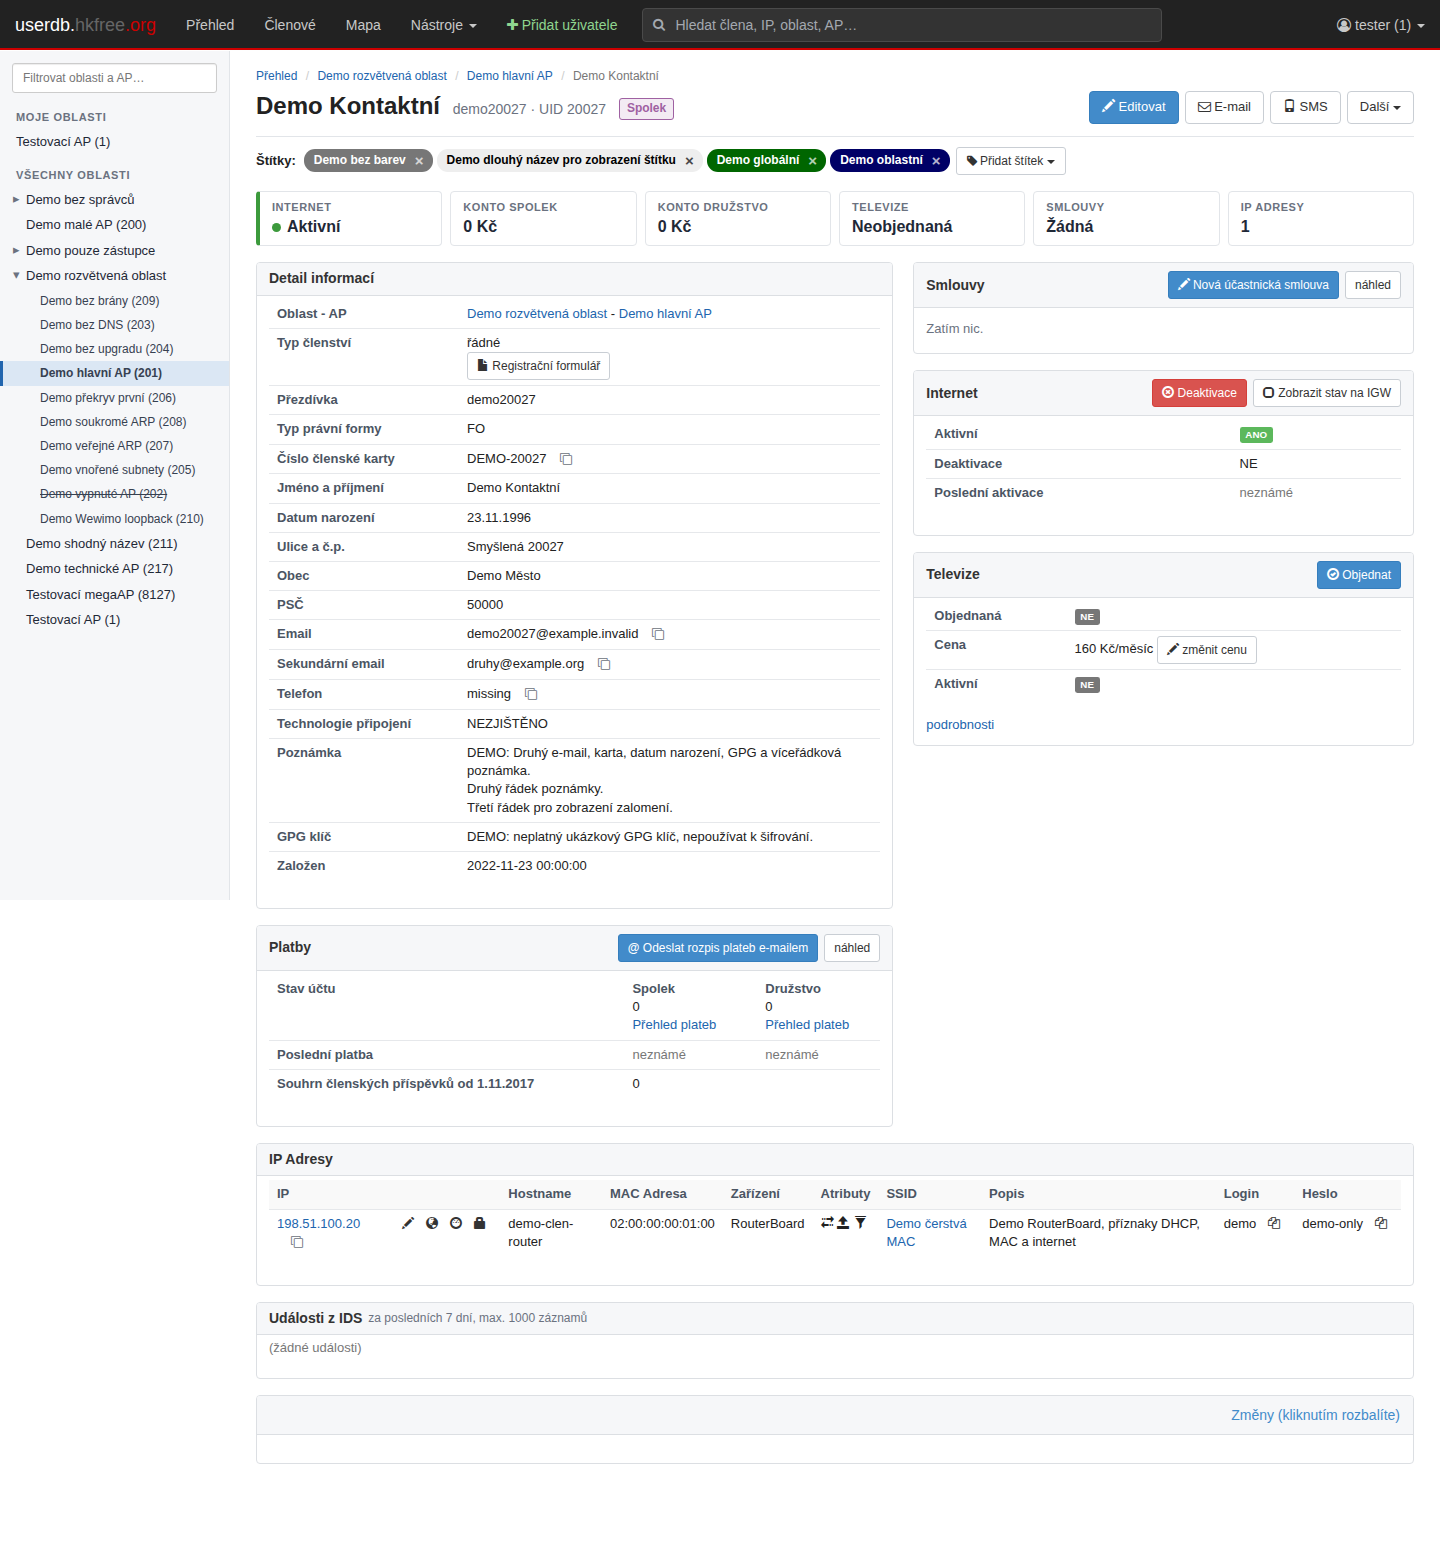 userdb.hkfree.org Přehled Členové Mapa Nástroje Přidat uživatele Hledat člena, IP, oblast, AP… tester (1)
Filtrovat oblasti a AP…
MOJE OBLASTI
Testovací AP (1)
VŠECHNY OBLASTI
Demo bez správců
Demo malé AP (200)
Demo pouze zástupce
Demo rozvětvená oblast
Demo bez brány (209)
Demo bez DNS (203)
Demo bez upgradu (204)
Demo hlavní AP (201)
Demo překryv první (206)
Demo soukromé ARP (208)
Demo veřejné ARP (207)
Demo vnořené subnety (205)
Demo vypnuté AP (202)
Demo Wewimo loopback (210)
Demo shodný název (211)
Demo technické AP (217)
Testovací megaAP (8127)
Testovací AP (1)
Přehled / Demo rozvětvená oblast / Demo hlavní AP / Demo Kontaktní
Demo Kontaktní demo20027 · UID 20027 Spolek
Editovat E-mail SMS Další
Štítky: Demo bez barev × Demo dlouhý název pro zobrazení štítku × Demo globální × Demo oblastní × Přidat štítek
INTERNET
Aktivní
KONTO SPOLEK
0 Kč
KONTO DRUŽSTVO
0 Kč
TELEVIZE
Neobjednaná
SMLOUVY
Žádná
IP ADRESY
1
Detail informací
Oblast - AP Demo rozvětvená oblast - Demo hlavní AP
Typ členství řádné
Registrační formulář
Přezdívka demo20027
Typ právní formy FO
Číslo členské karty DEMO-20027
Jméno a příjmení Demo Kontaktní
Datum narození 23.11.1996
Ulice a č.p. Smyšlená 20027
Obec Demo Město
PSČ 50000
Email demo20027@example.invalid
Sekundární email druhy@example.org
Telefon missing
Technologie připojení NEZJIŠTĚNO
Poznámka DEMO: Druhý e-mail, karta, datum narození, GPG a víceřádková
poznámka.
Druhý řádek poznámky.
Třetí řádek pro zobrazení zalomení.
GPG klíč DEMO: neplatný ukázkový GPG klíč, nepoužívat k šifrování.
Založen 2022-11-23 00:00:00
Smlouvy Nová účastnická smlouva náhled
Zatím nic.
Internet Deaktivace Zobrazit stav na IGW
Aktivní ANO
Deaktivace NE
Poslední aktivace neznámé
Televize Objednat
Objednaná NE
Cena 160 Kč/měsíc změnit cenu
Aktivní NE
podrobnosti
Platby @ Odeslat rozpis plateb e-mailem náhled
Stav účtu Spolek Družstvo
0 0
Přehled plateb Přehled plateb
Poslední platba neznámé neznámé
Souhrn členských příspěvků od 1.11.2017 0
IP Adresy
IP Hostname MAC Adresa Zařízení Atributy SSID Popis Login Heslo
198.51.100.20 demo-clen- 02:00:00:00:01:00 RouterBoard Demo čerstvá Demo RouterBoard, příznaky DHCP, demo demo-only
router MAC MAC a internet
Události z IDS za posledních 7 dní, max. 1000 záznamů
(žádné události)
Změny (kliknutím rozbalíte)